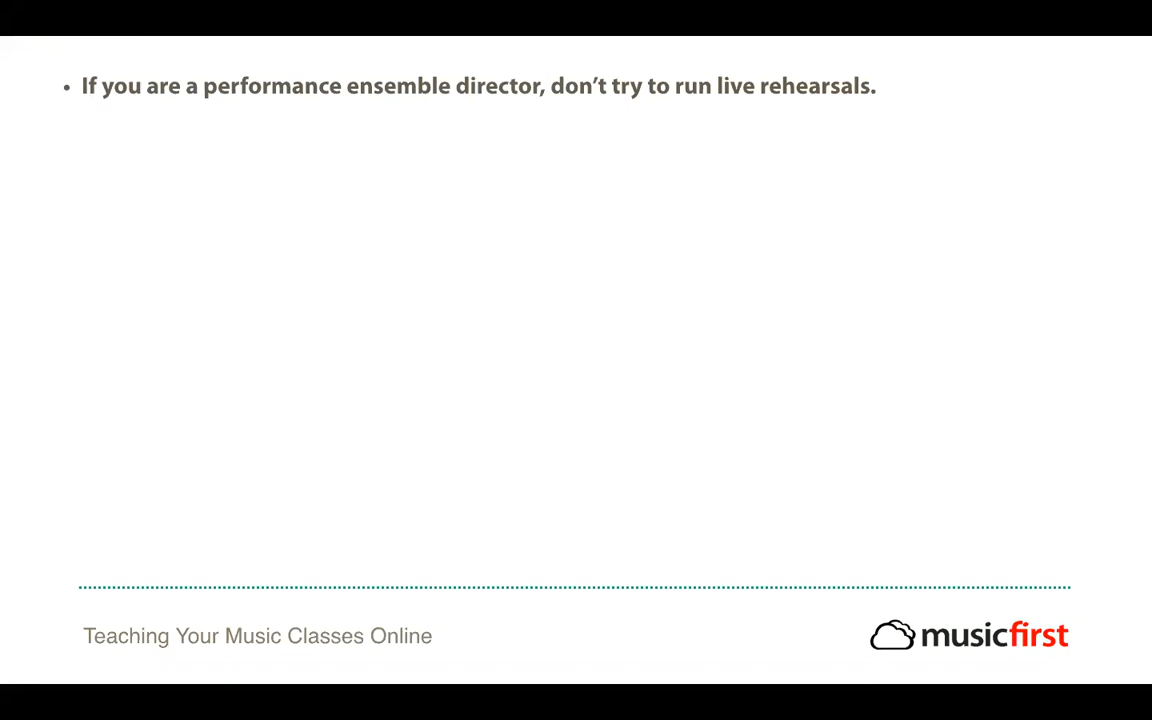 • If you are a performance ensemble director, don’t try to run live rehearsals.
Teaching Your Music Classes Online
musicfirst